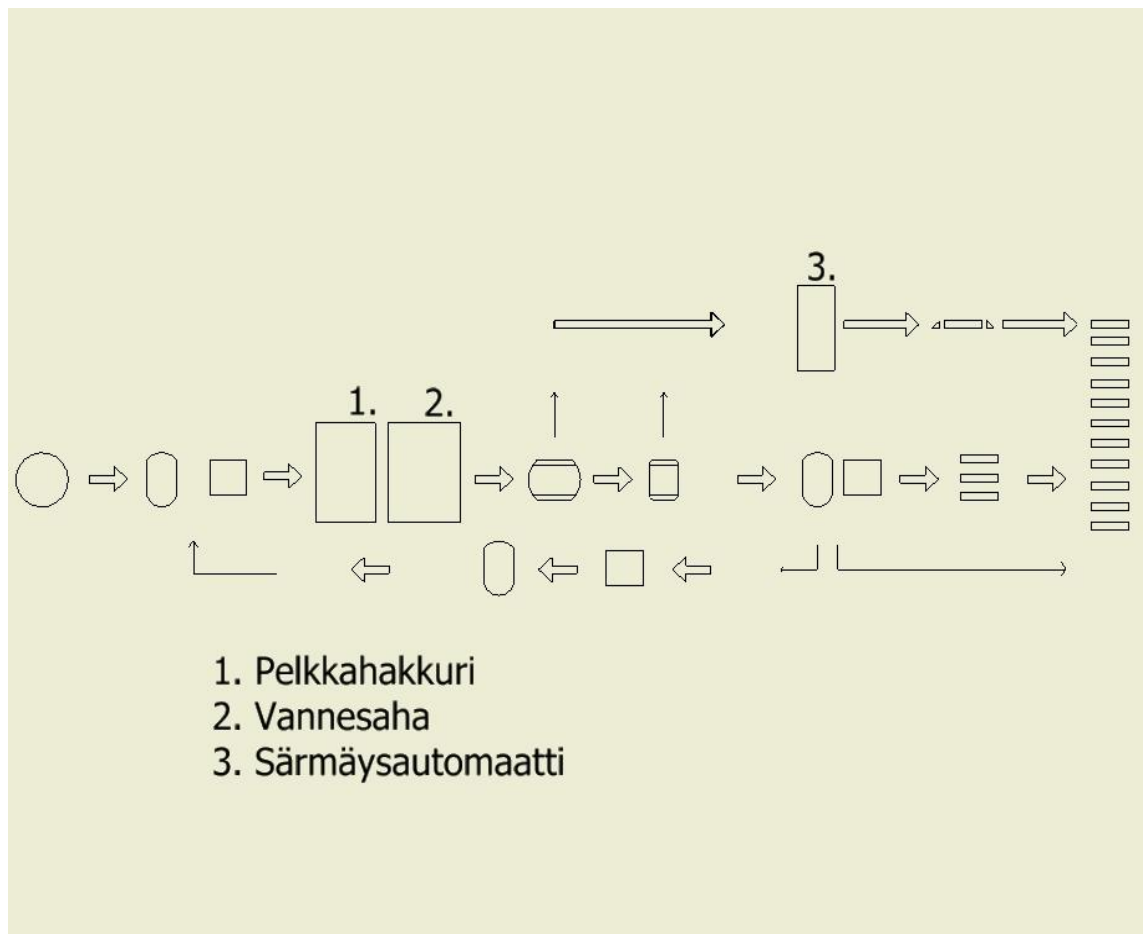 3.
1. 2.
1. Pelkkahakkuri
2. Vannesaha
3. Särmäysautomaatti